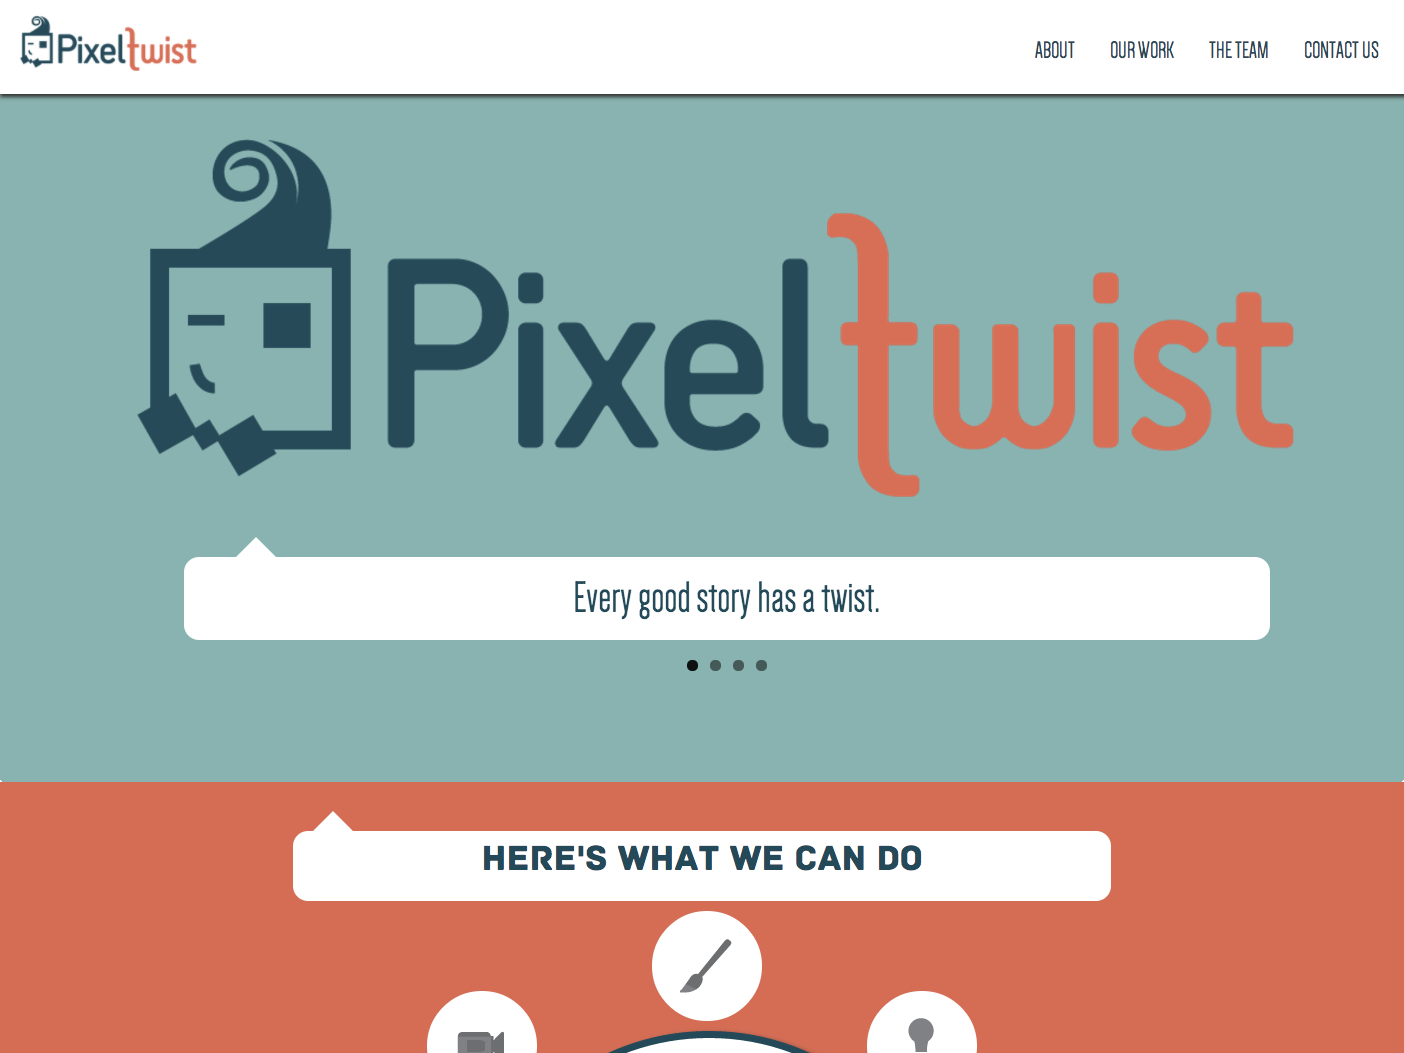 Pixeltwist
ABOUT OUR WORK THE TEAM CONTACT US
Pixeltwist
Every good story has a twist.
HERE'S WHAT WE CAN DO